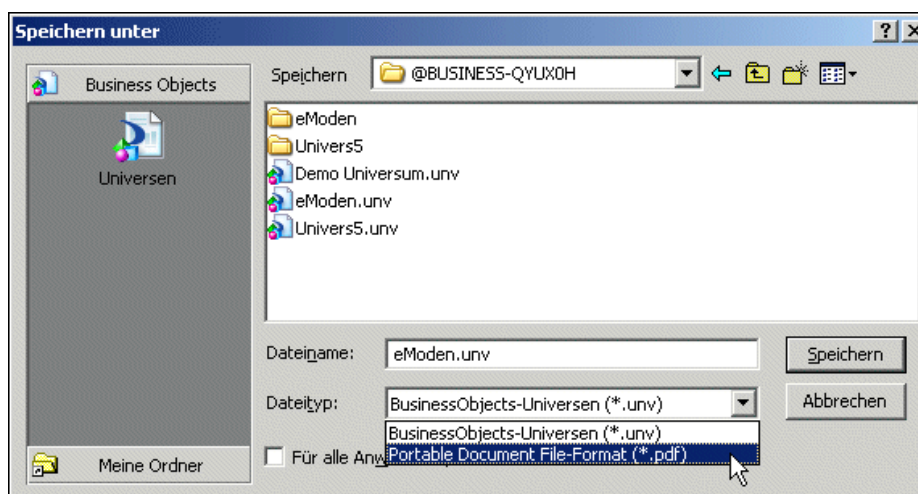 Speichern unter
Business Objects
Universen
Meine Ordner
Speichern
@BUSINESS-QYUX0H
eModen
Univers5
Demo Universum.unv
eModen.unv
Univers5.unv
Dateiname:
eModen.unv
Speichern
Dateityp:
BusinessObjects-Universen (*.unv)
Abbrechen
BusinessObjects-Universen (*.unv)
Portable Document File-Format (*.pdf)
Für alle